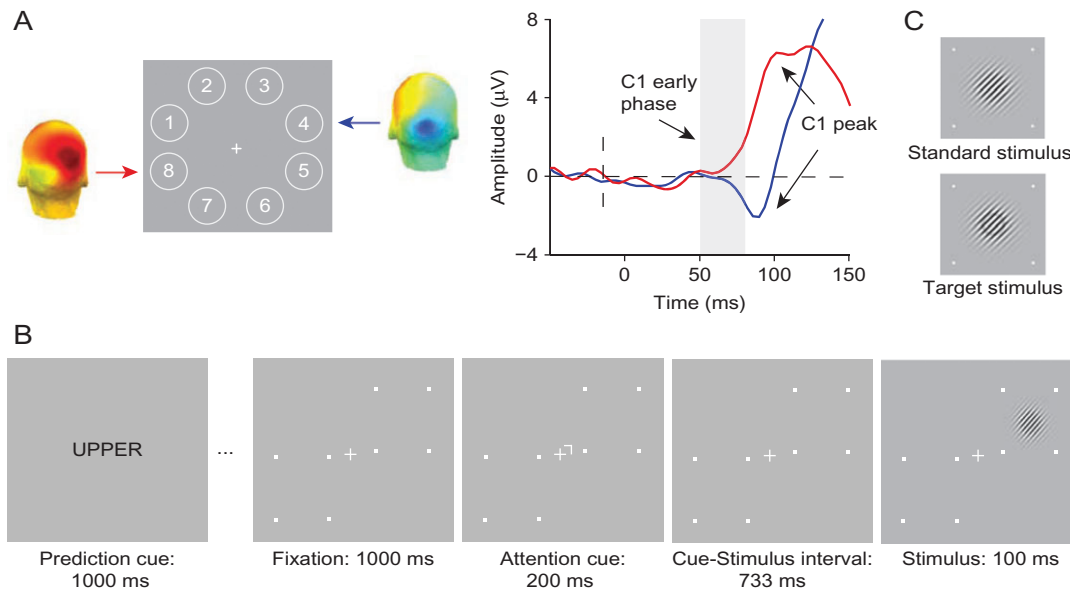 A
1
2
3
4
5
6
7
8
Amplitude (µV)
8
4
0
−4
0
50
100
150
Time (ms)
C1 early
phase
C1 peak
C
Standard stimulus
Target stimulus
B
UPPER
...
Prediction cue:
1000 ms
Fixation: 1000 ms
Attention cue:
200 ms
Cue-Stimulus interval:
733 ms
Stimulus: 100 ms